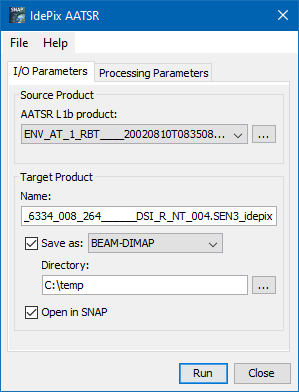 SNAP
IdePix AATSR
File Help
I/O Parameters Processing Parameters
Source Product
AATSR L1b product:
ENV_AT_1_RBT____20020810T083508...
...
Target Product
Name:
_6334_008_264______DSI_R_NT_004.SEN3_idepix
Save as: BEAM-DIMAP
Directory:
C:\temp
...
Open in SNAP
Run Close